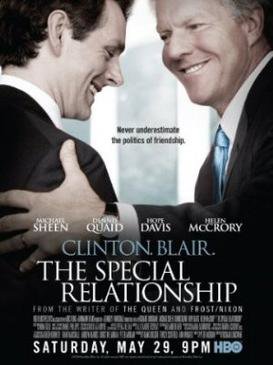 Never underestimate
the politics of friendship.
MICHAEL SHEEN
DENNIS QUAID
HOPE DAVIS
HELEN McCRORY
CLINTON. BLAIR.
THE SPECIAL
RELATIONSHIP
FROM THE WRITER OF THE QUEEN AND FROST/NIXON
SATURDAY, MAY 29, 9PM HBO